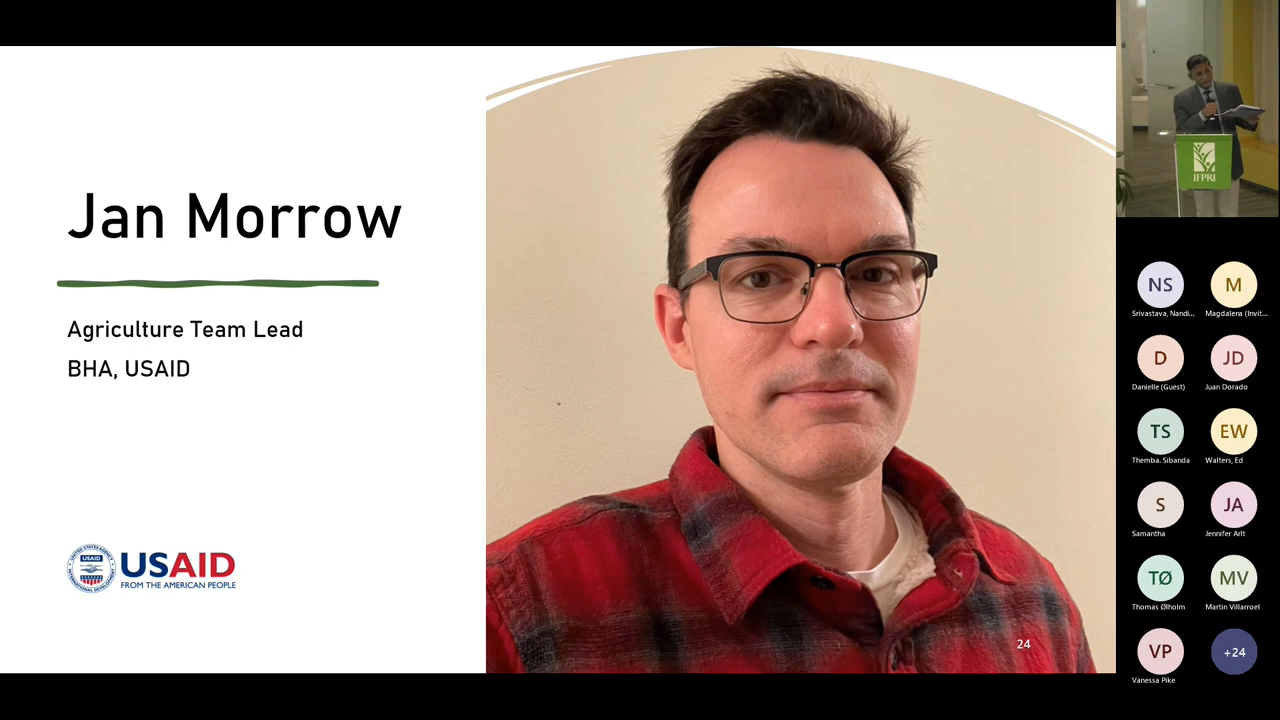 Jan Morrow
Agriculture Team Lead
BHA, USAID
USAID
USAID
FROM THE AMERICAN PEOPLE
24
IFPRI
NS
M
Srivastava, Nandi...
Magdalena (Invit...
D
JD
Danielle (Guest)
Juan Dorado
TS
EW
Themba. Sibanda
Walters, Ed
S
JA
Samantha
Jennifer Arlt
TØ
MV
Thomas Ølholm
Martin Villarroel
VP
+24
Vanessa Pike